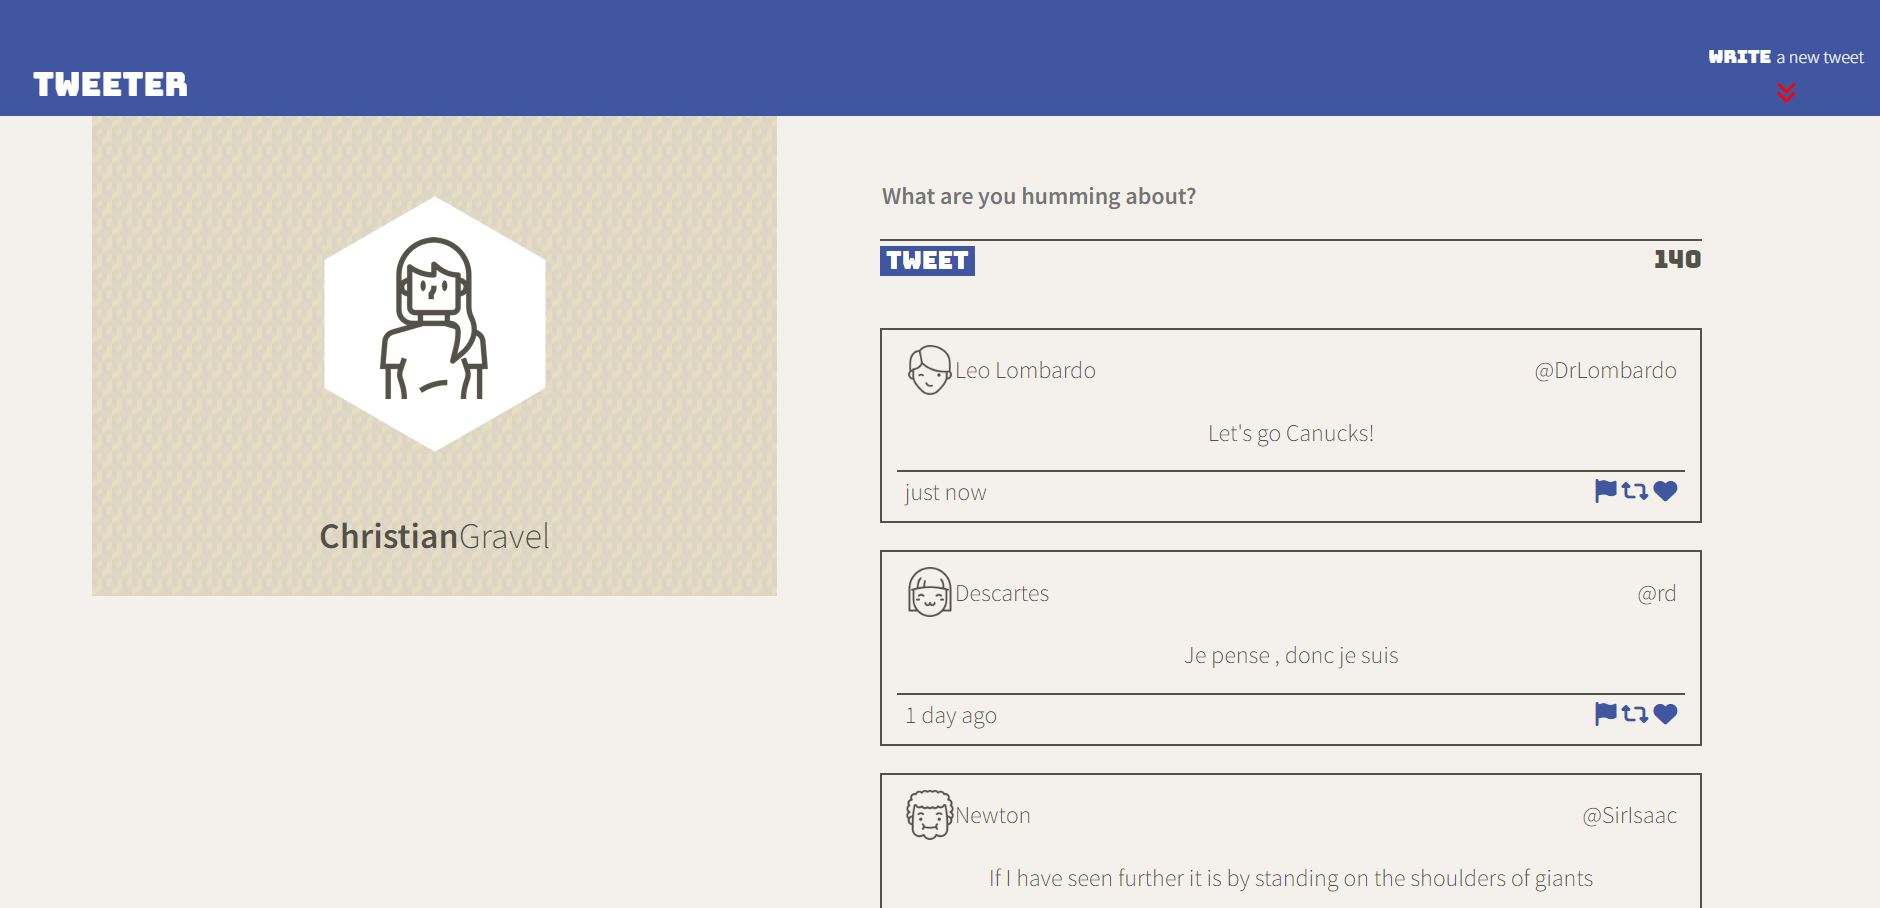 TWEETER
WRITE a new tweet
ChristianGravel
What are you humming about?
TWEET
140
Leo Lombardo
@DrLombardo
Let's go Canucks!
just now
Descartes
@rd
Je pense , donc je suis
1 day ago
Newton
@SirIsaac
If I have seen further it is by standing on the shoulders of giants